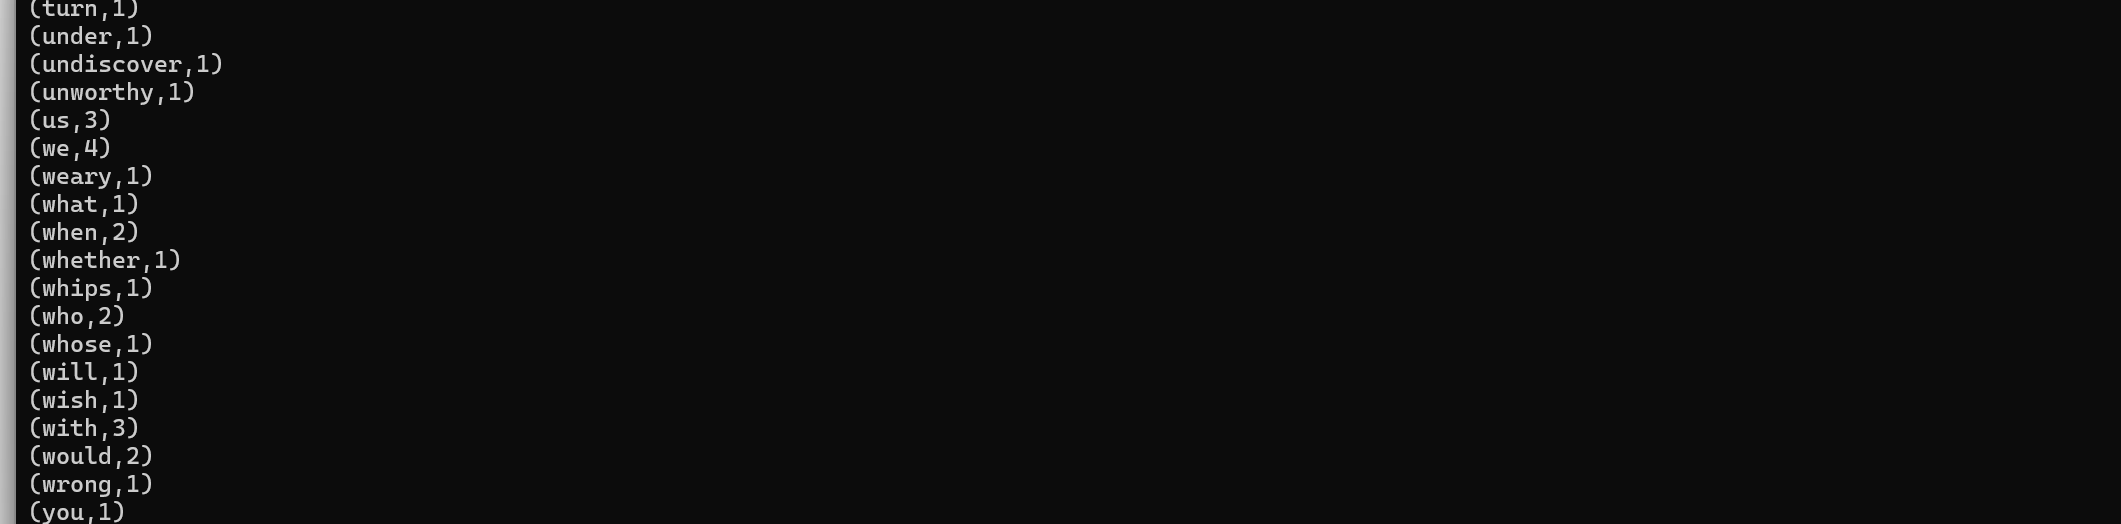 (turn,1)
(under,1)
(undiscover,1)
(unworthy,1)
(us,3)
(we,4)
(weary,1)
(what,1)
(when,2)
(whether,1)
(whips,1)
(who,2)
(whose,1)
(will,1)
(wish,1)
(with,3)
(would,2)
(wrong,1)
(you,1)